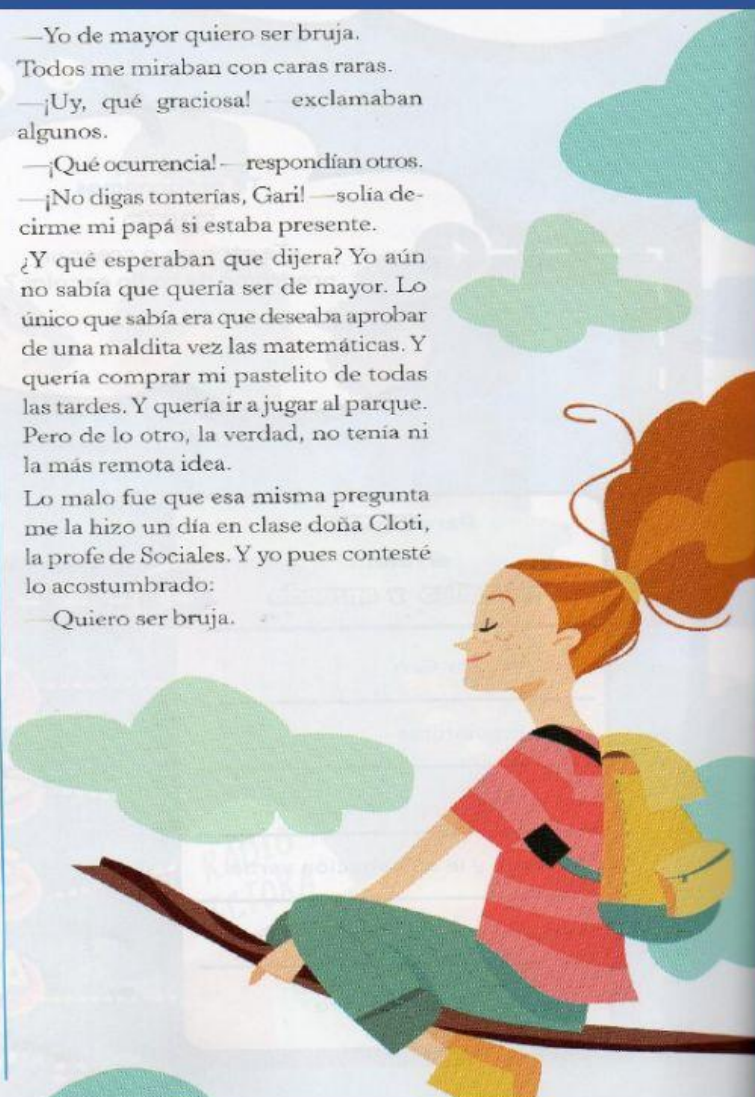 —Yo de mayor quiero ser bruja.
Todos me miraban con caras raras.
—¡Uy, qué graciosa! — exclamaban
algunos.
—¡Qué ocurrencia! — respondían otros.
—¡No digas tonterías, Gari! —solía de-
cirme mi papá si estaba presente.
¿Y qué esperaban que dijera? Yo aún
no sabía que quería ser de mayor. Lo
único que sabía era que deseaba aprobar
de una maldita vez las matemáticas. Y
quería comprar mi pastelito de todas
las tardes. Y quería ir a jugar al parque.
Pero de lo otro, la verdad, no tenía ni
la más remota idea.
Lo malo fue que esa misma pregunta
me la hizo un día en clase doña Cloti,
la profe de Sociales. Y yo pues contesté
lo acostumbrado:
—Quiero ser bruja.